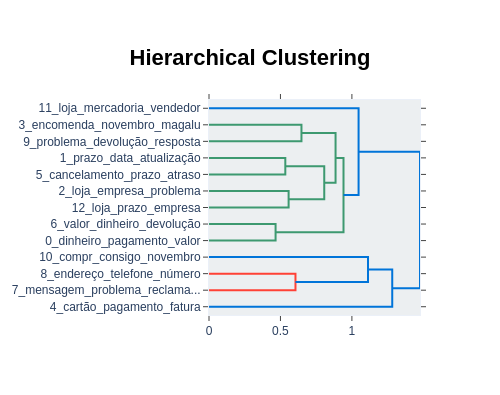 Hierarchical Clustering
11_loja_mercadoria_vendedor
3_encomenda_novembro_magalu
9_problema_devolução_resposta
1_prazo_data_atualização
5_cancelamento_prazo_atraso
2_loja_empresa_problema
12_loja_prazo_empresa
6_valor_dinheiro_devolução
0_dinheiro_pagamento_valor
10_compr_consigo_novembro
8_endereço_telefone_número
7_mensagem_problema_reclama...
4_cartão_pagamento_fatura
0 0.5 1